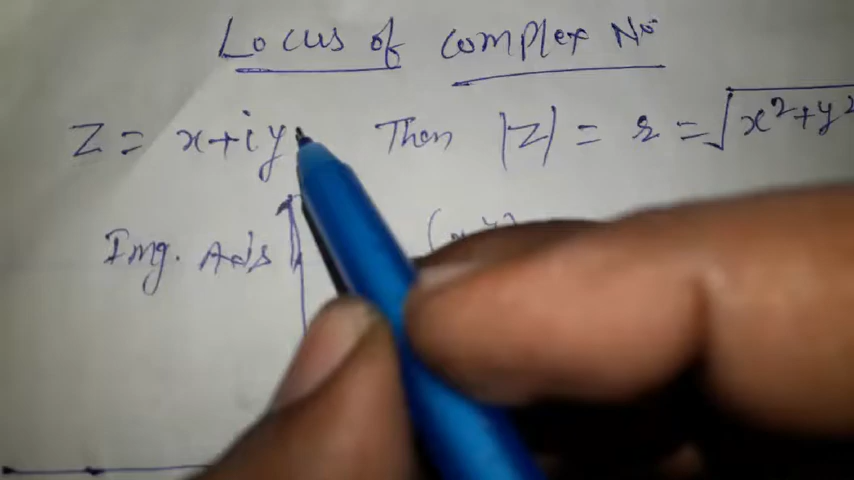 Locus of complex No
Z = x+iy Then |Z| = r = √x²+y²
Img. Axis